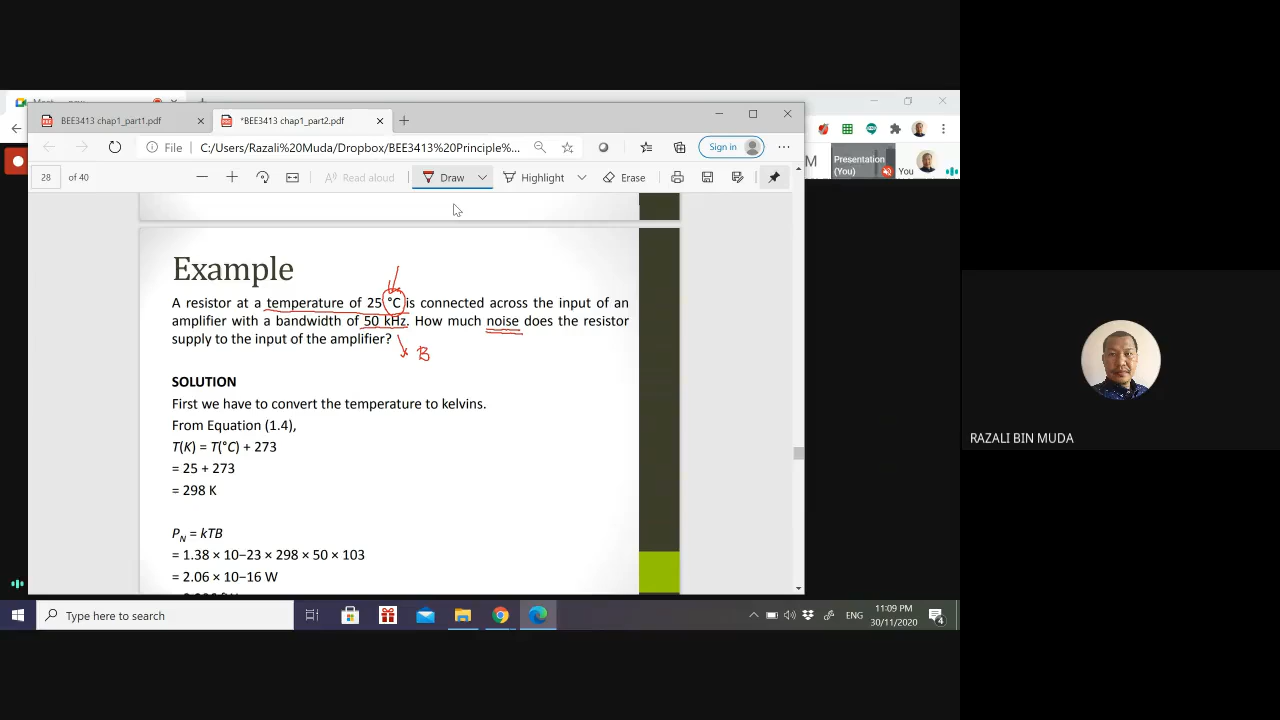 BEE3413 chap1_part1.pdf
*BEE3413 chap1_part2.pdf
File
C:/Users/Razali%20Muda/Dropbox/BEE3413%20Principle%...
Sign in
28 of 40
Read aloud
Draw
Highlight
Erase
M
Presentation
(You)
You
Example
A resistor at a temperature of 25 °C is connected across the input of an
amplifier with a bandwidth of 50 kHz. How much noise does the resistor
supply to the input of the amplifier?
B
SOLUTION
First we have to convert the temperature to kelvins.
From Equation (1.4),
T(K) = T(°C) + 273
= 25 + 273
= 298 K
PN = kTB
= 1.38 × 10−23 × 298 × 50 × 103
= 2.06 × 10−16 W
RAZALI BIN MUDA
Type here to search
ENG
11:09 PM
30/11/2020
4